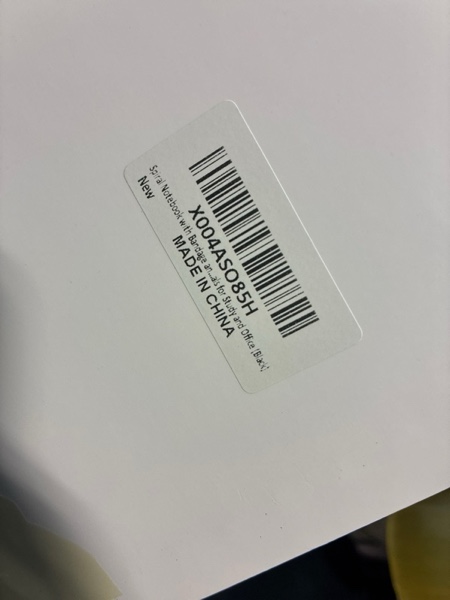 X004ASO85H
Spiral Notebook with Bandage for Study and Office (Black)
New
MADE IN CHINA